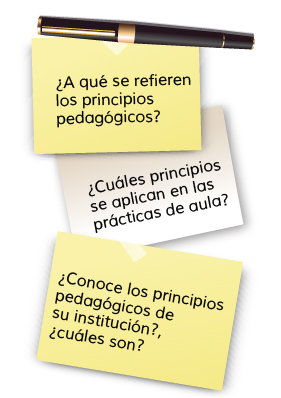 ¿A qué se refieren
los principios
pedagógicos?
¿Cuáles principios
se aplican en las
prácticas de aula?
¿Conoce los principios
pedagógicos de
su institución?,
¿cuáles son?